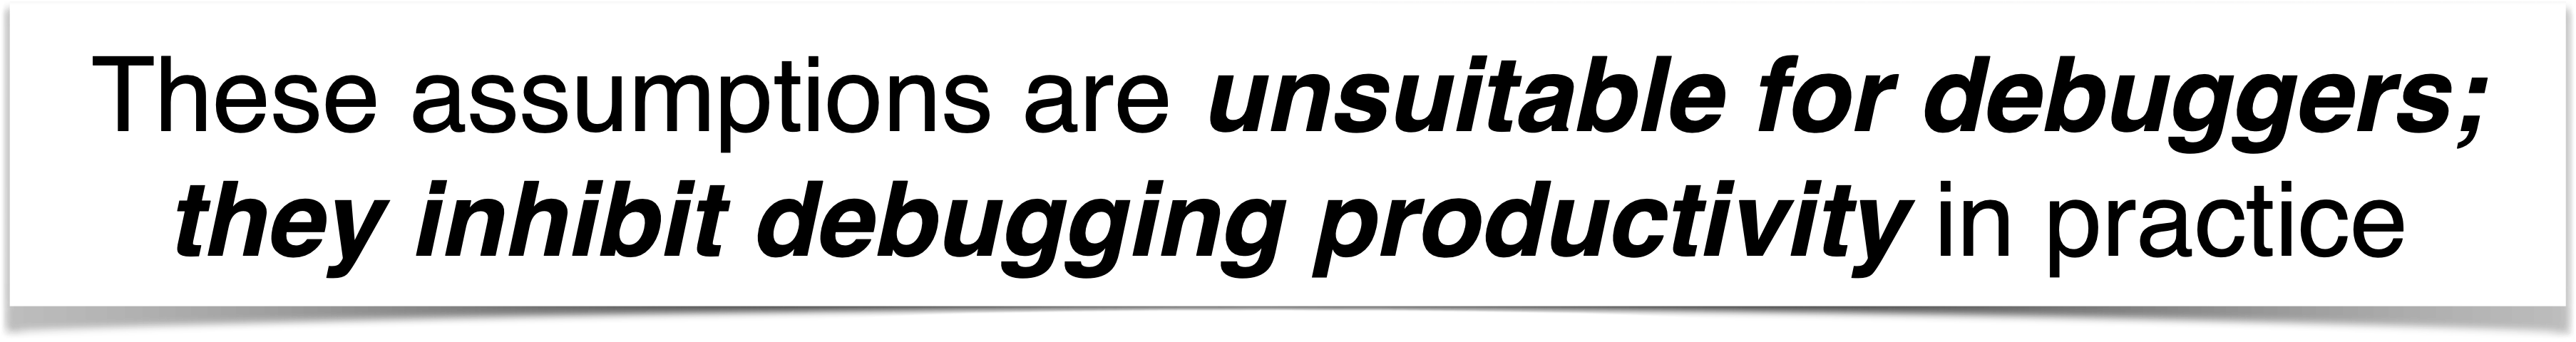 These assumptions are unsuitable for debuggers;
they inhibit debugging productivity in practice